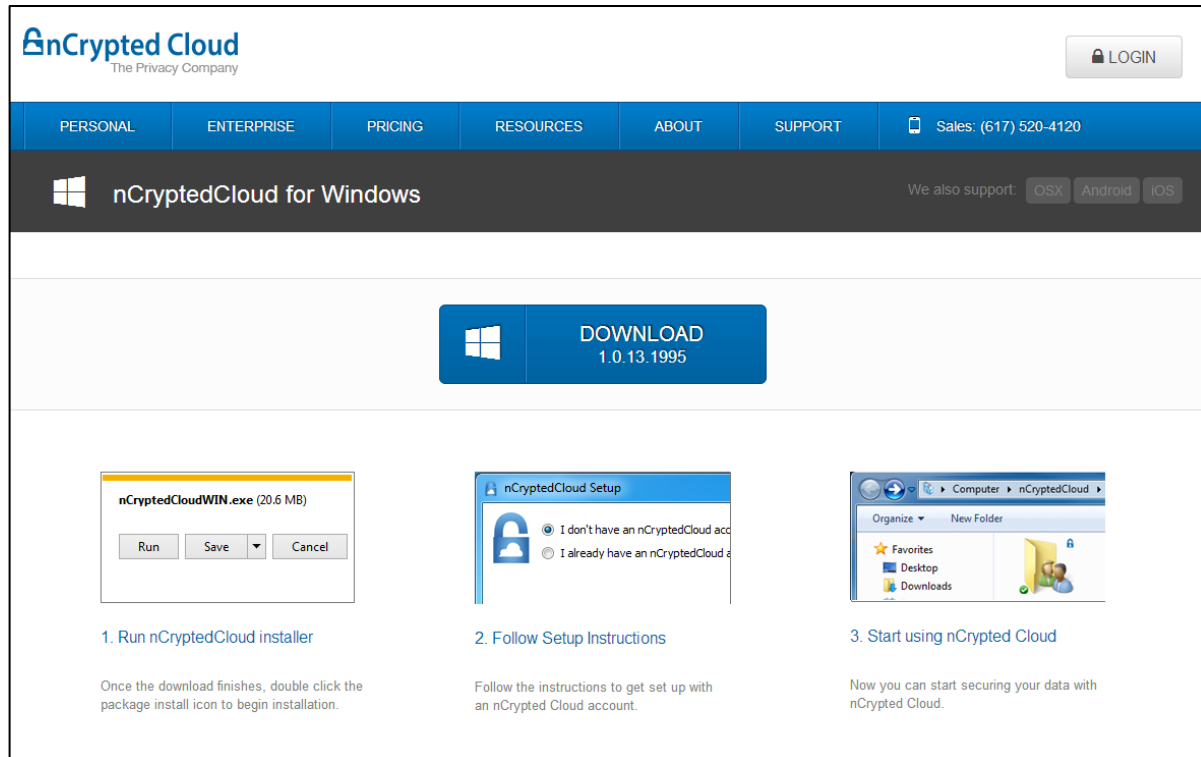 nCrypted Cloud
The Privacy Company
LOGIN
PERSONAL ENTERPRISE PRICING RESOURCES ABOUT SUPPORT Sales: (617) 520-4120
nCryptedCloud for Windows
We also support: OSX Android iOS
DOWNLOAD
1.0.13.1995
nCryptedCloudWIN.exe (20.6 MB)
Run Save Cancel
1. Run nCryptedCloud installer
Once the download finishes, double click the
package install icon to begin installation.
nCryptedCloud Setup
I don't have an nCryptedCloud acc
I already have an nCryptedCloud a
2. Follow Setup Instructions
Follow the instructions to get set up with
an nCrypted Cloud account.
Computer nCryptedCloud
Organize New Folder
Favorites
Desktop
Downloads
3. Start using nCrypted Cloud
Now you can start securing your data with
nCrypted Cloud.